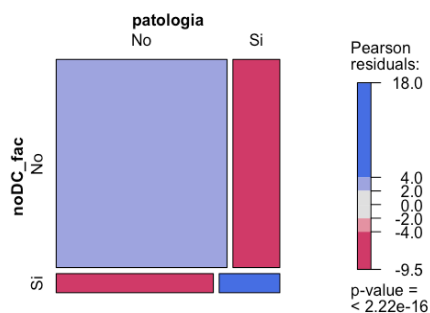 patologia
No Si
noDC_fac
No
Si
Pearson
residuals:
18.0
4.0
2.0
0.0
-2.0
-4.0
-9.5
p-value =
< 2.22e-16